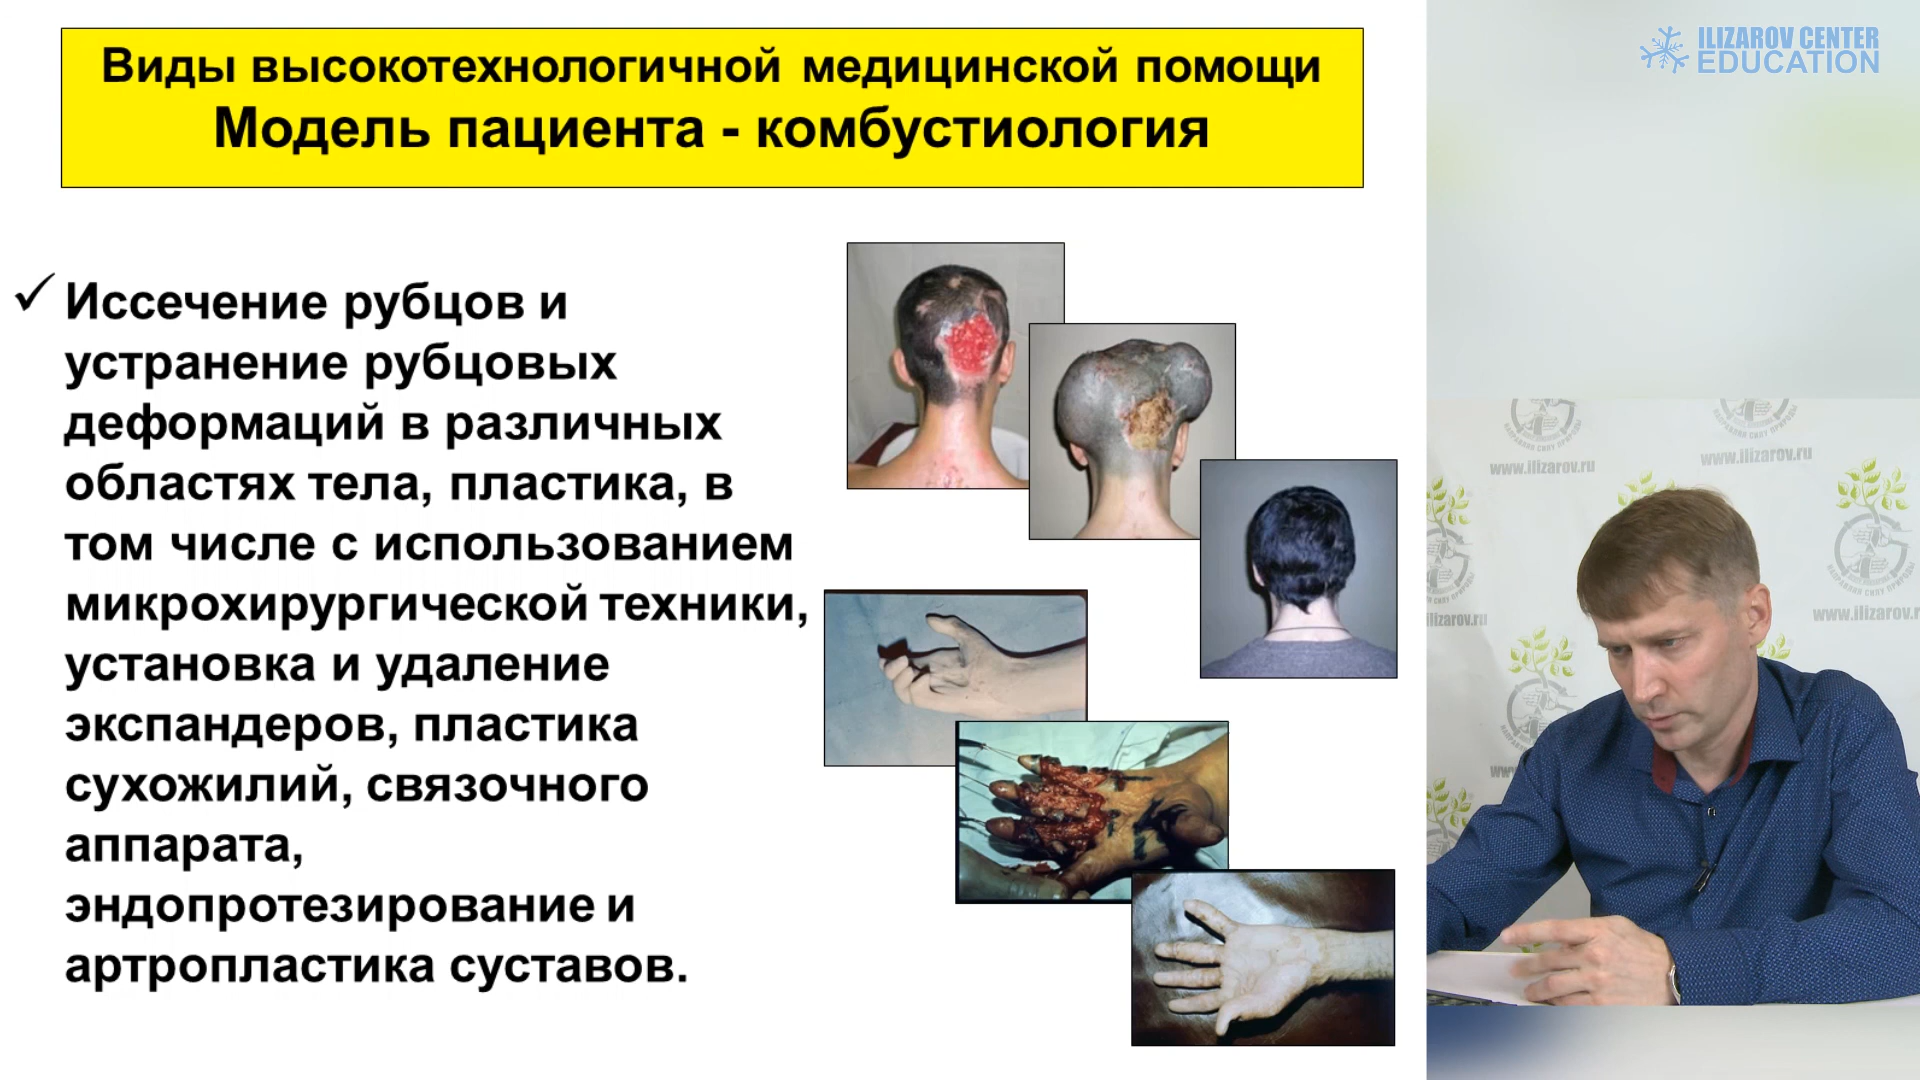 Виды высокотехнологичной медицинской помощи
Модель пациента - комбустиология
✓ Иссечение рубцов и
устранение рубцовых
деформаций в различных
областях тела, пластика, в
том числе с использованием
микрохирургической техники,
установка и удаление
экспандеров, пластика
сухожилий, связочного
аппарата,
эндопротезирование и
артропластика суставов.
ILIZAROV CENTER
EDUCATION
www.ilizarov.ru
www.ilizarov.ru
ilizarov.ru
www.ilizarov.r